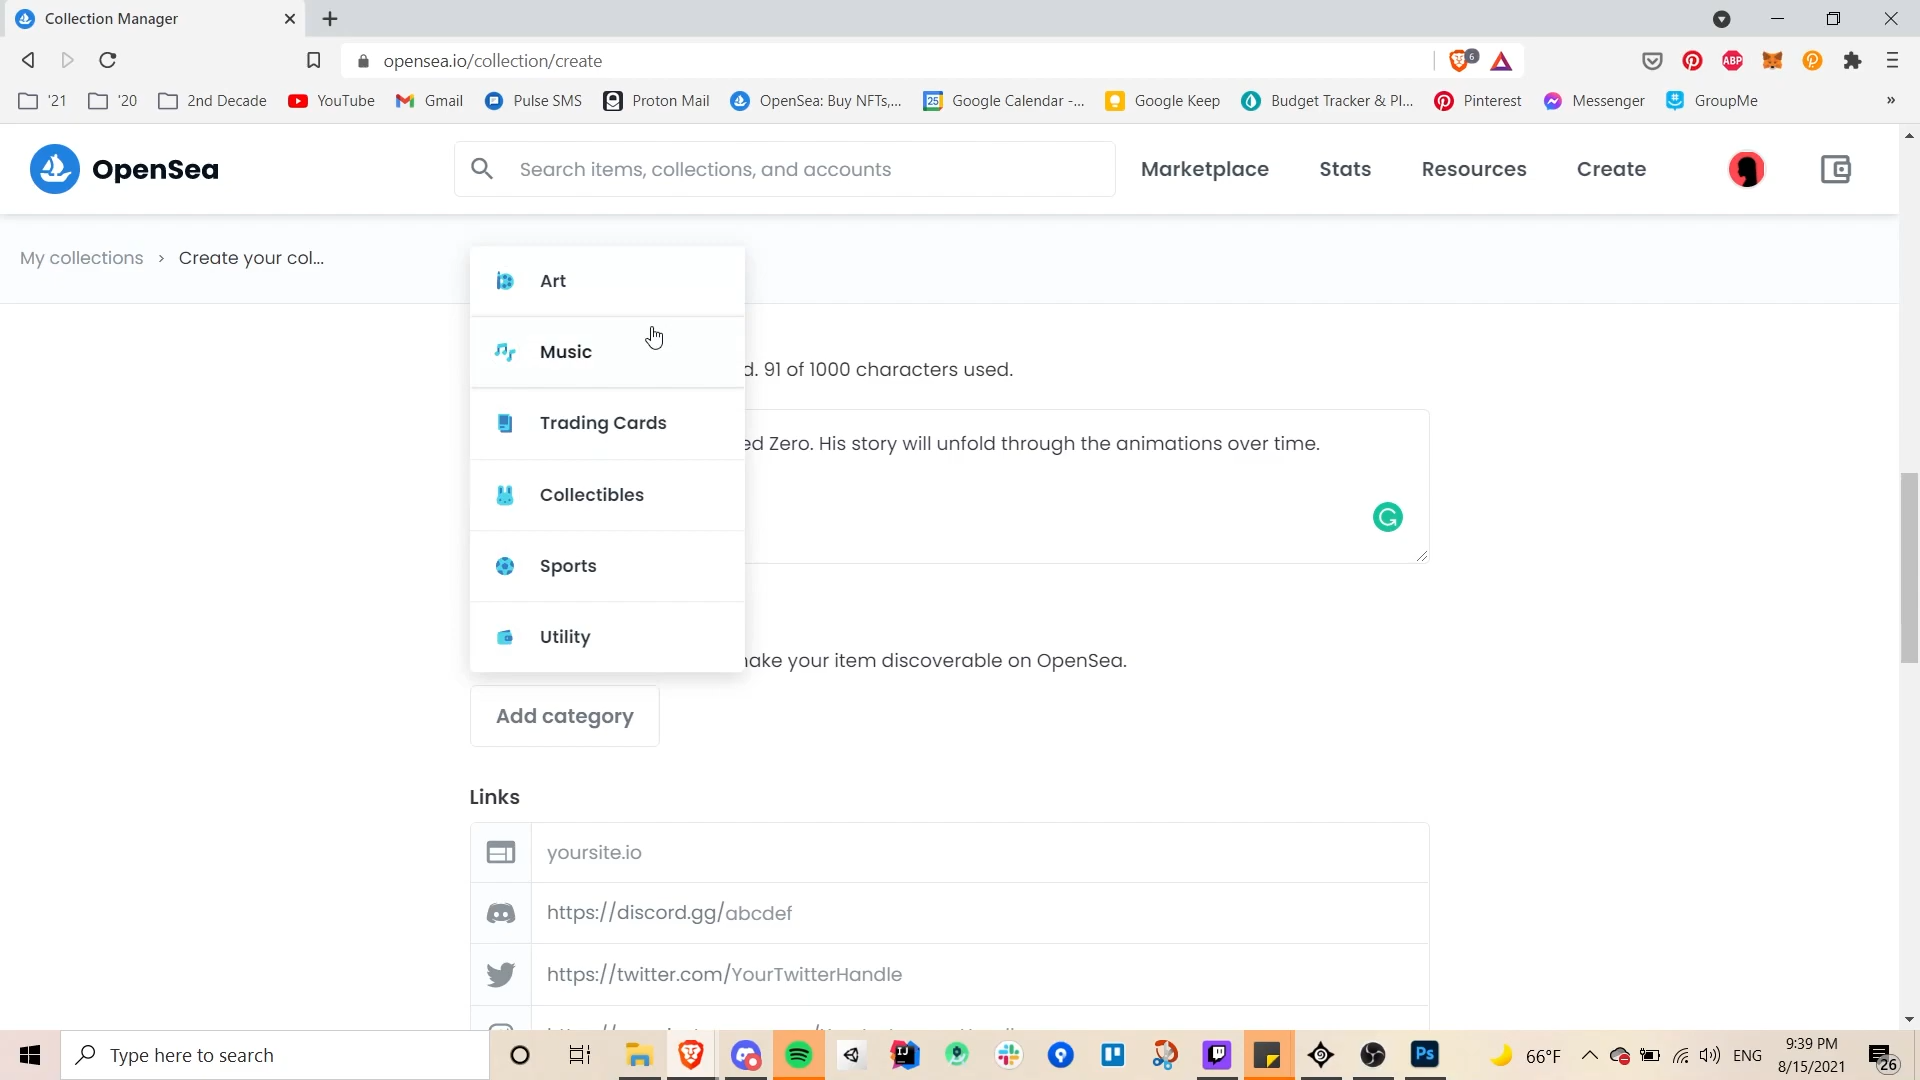 Collection Manager
opensea.io/collection/create
6
ABP
'21
'20
2nd Decade
YouTube
Gmail
Pulse SMS
Proton Mail
OpenSea: Buy NFTs,...
25
Google Calendar -...
Google Keep
Budget Tracker & Pl...
Pinterest
Messenger
GroupMe
»
OpenSea
Search items, collections, and accounts
Marketplace
Stats
Resources
Create
My collections > Create your col...
Art
Music
Trading Cards
Collectibles
Sports
Utility
d. 91 of 1000 characters used.
ed Zero. His story will unfold through the animations over time.
ake your item discoverable on OpenSea.
Add category
Links
yoursite.io
https://discord.gg/abcdef
https://twitter.com/YourTwitterHandle
Type here to search
IJ
Ps
66°F
ENG
9:39 PM
8/15/2021
26